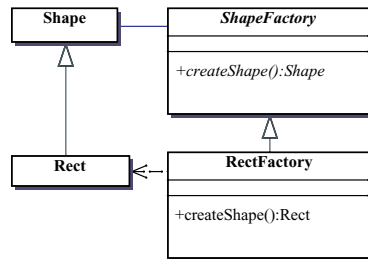 Shape
ShapeFactory
+createShape():Shape
Rect
RectFactory
+createShape():Rect